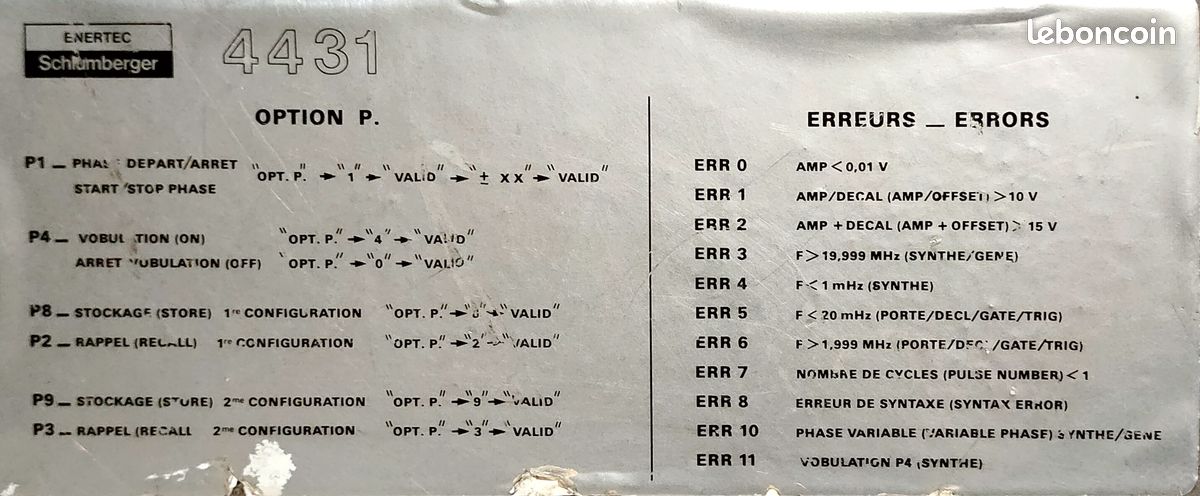 leboncoin
ENERTEC
Schlumberger
4431
OPTION P.
P1 — PHASE DEPART/ARRET "OPT. P." → "1" → "VALID" → "± XX" → "VALID"
START/STOP PHASE
P4 — VOBULATION (ON) "OPT. P." → "4" → "VALID"
ARRET VOBULATION (OFF) "OPT. P." → "0" → "VALID"
P8 — STOCKAGE (STORE) 1re CONFIGURATION "OPT. P." → "8" → "VALID"
P2 — RAPPEL (RECALL) 1re CONFIGURATION "OPT. P." → "2" → "VALID"
P9 — STOCKAGE (STORE) 2me CONFIGURATION "OPT. P." → "9" → "VALID"
P3 — RAPPEL (RECALL 2me CONFIGURATION "OPT. P." → "3" → "VALID"
ERREURS — ERRORS
ERR 0 AMP < 0,01 V
ERR 1 AMP/DECAL (AMP/OFFSET) > 10 V
ERR 2 AMP + DECAL (AMP + OFFSET) > 15 V
ERR 3 F > 19,999 MHz (SYNTHE/GENE)
ERR 4 F < 1 mHz (SYNTHE)
ERR 5 F < 20 mHz (PORTE/DECL/GATE/TRIG)
ERR 6 F > 1,999 MHz (PORTE/DECL/GATE/TRIG)
ERR 7 NOMBRE DE CYCLES (PULSE NUMBER) < 1
ERR 8 ERREUR DE SYNTAXE (SYNTAX ERROR)
ERR 10 PHASE VARIABLE (VARIABLE PHASE) SYNTHE/GENE
ERR 11 VOBULATION P4 (SYNTHE)